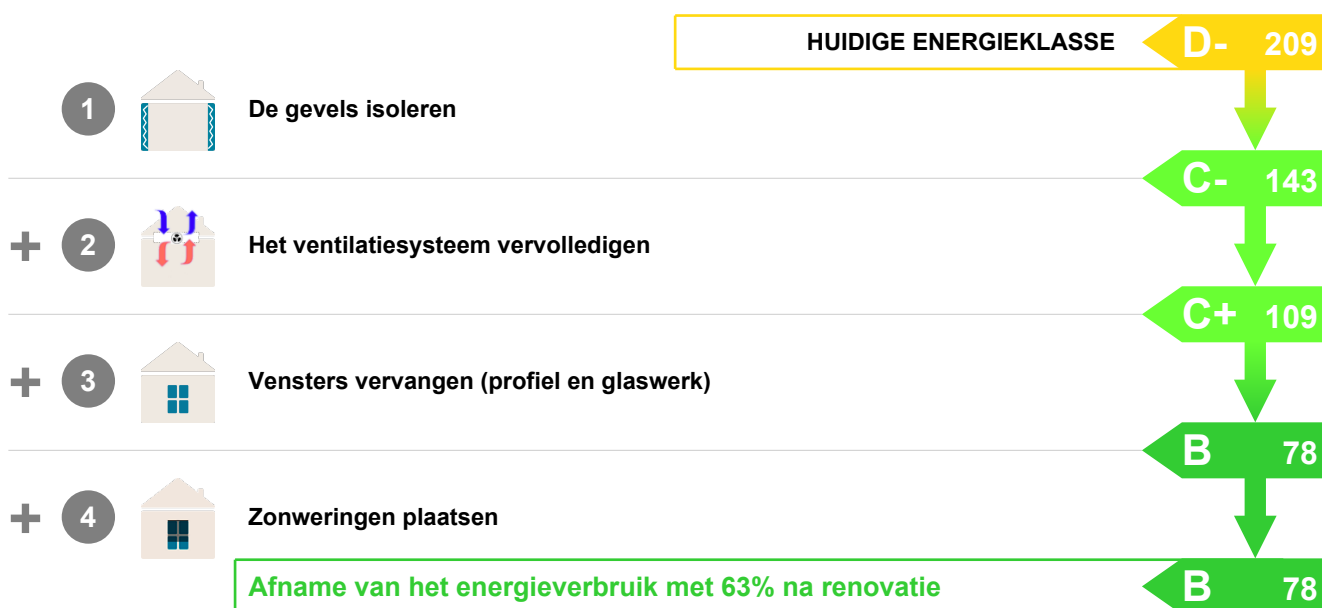 HUIDIGE ENERGIEKLASSE D- 209
1 De gevels isoleren
C- 143
+ 2 Het ventilatiesysteem vervolledigen
C+ 109
+ 3 Vensters vervangen (profiel en glaswerk)
B 78
+ 4 Zonweringen plaatsen
Afname van het energieverbruik met 63% na renovatie B 78